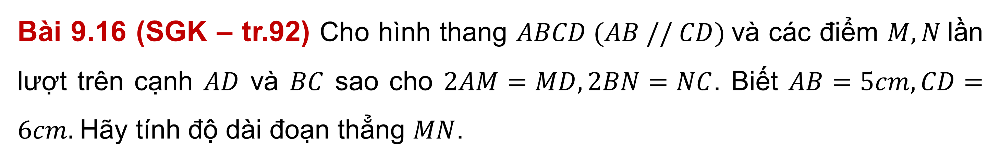 Bài 9.16 (SGK – tr.92) Cho hình thang ABCD (AB // CD) và các điểm M, N lần
lượt trên cạnh AD và BC sao cho 2AM = MD, 2BN = NC. Biết AB = 5cm, CD =
6cm. Hãy tính độ dài đoạn thẳng MN.